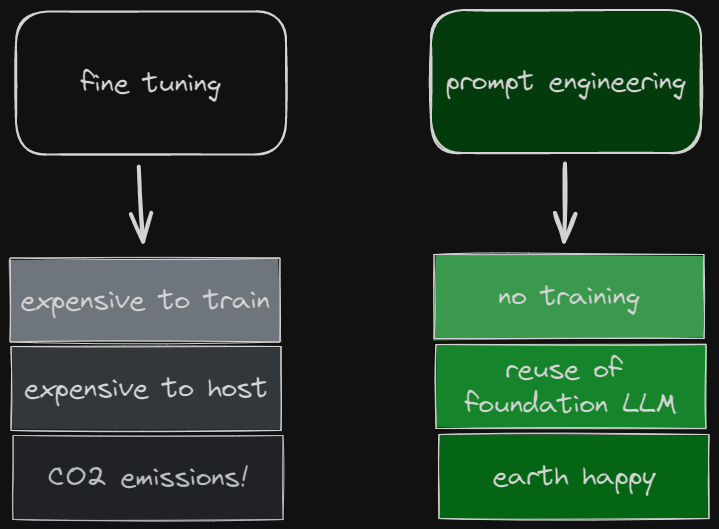 fine tuning
prompt engineering
expensive to train
expensive to host
CO2 emissions!
no training
reuse of
foundation LLM
earth happy